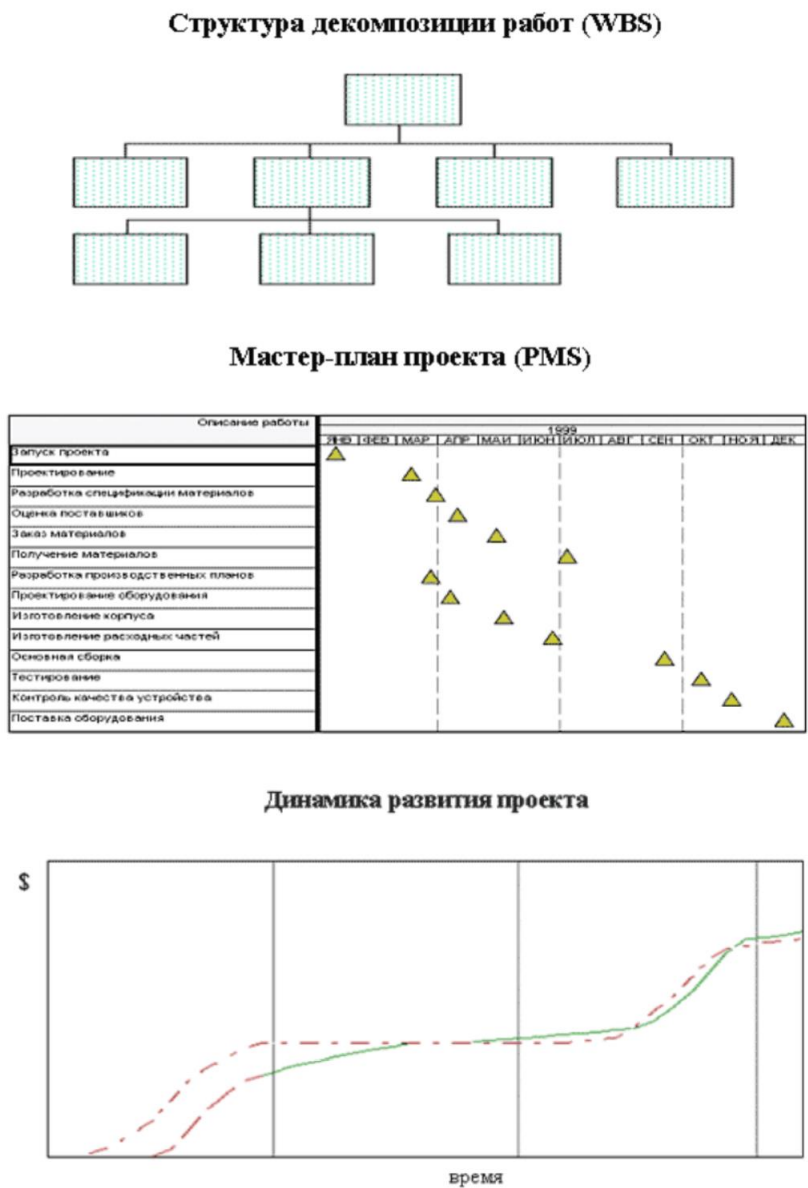 Структура декомпозиции работ (WBS)
Мастер-план проекта (PMS)
Описание работы
1999
ЯНВ ФЕВ МАР АПР МАИ ИЮН ИЮЛ АВГ СЕН ОКТ НОЯ ДЕК
Запуск проекта
Проектирование
Разработка спецификации материалов
Оценка поставщиков
Заказ материалов
Получение материалов
Разработка производственных планов
Проектирование оборудования
Изготовление корпуса
Изготовление расходных частей
Основная сборка
Тестирование
Контроль качества устройства
Поставка оборудования
Динамика развития проекта
$
время